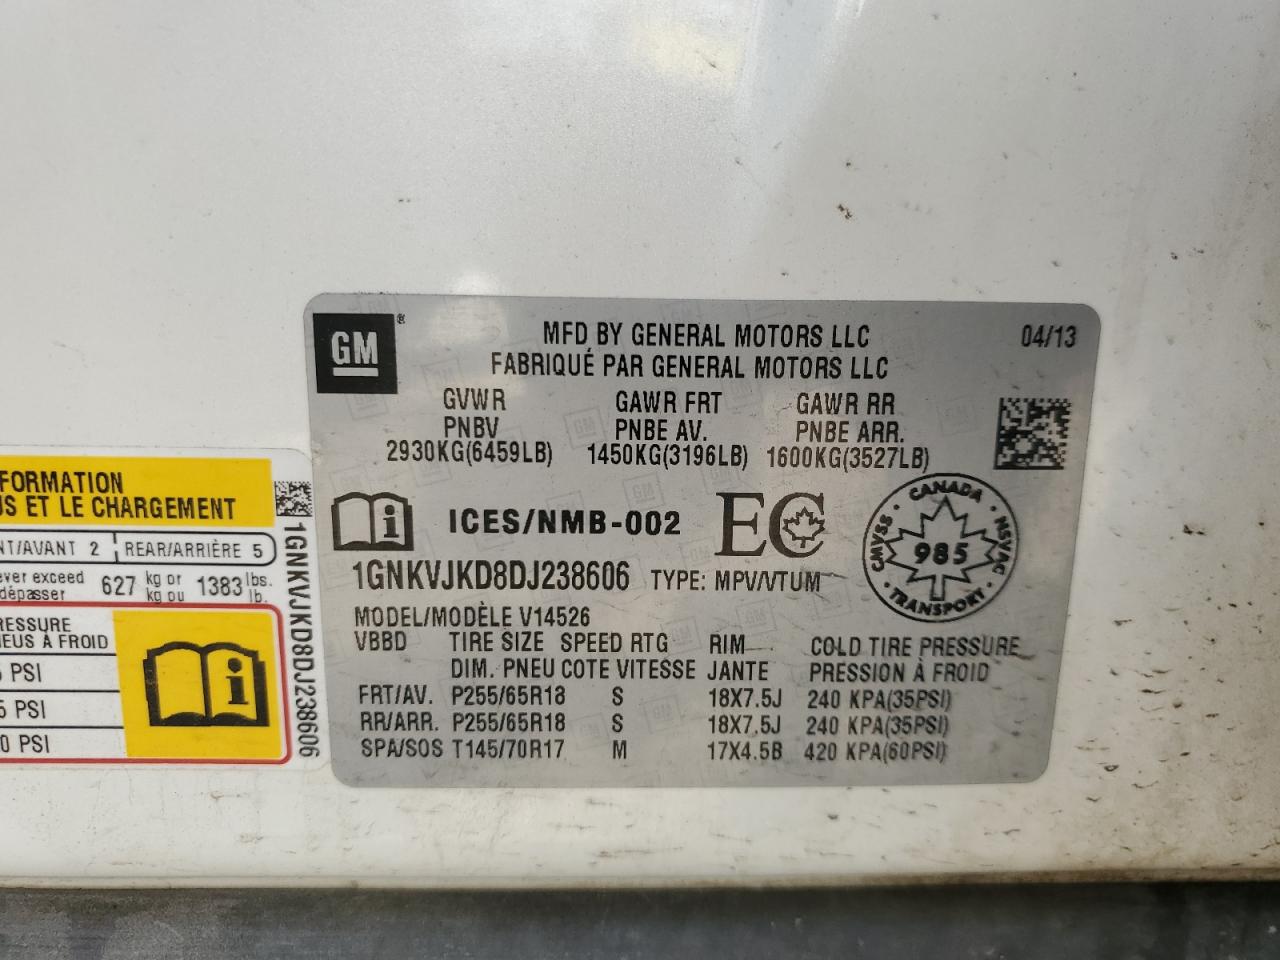 GM®
MFD BY GENERAL MOTORS LLC 04/13
FABRIQUÉ PAR GENERAL MOTORS LLC
GVWR GAWR FRT GAWR RR
PNBV PNBE AV. PNBE ARR.
2930KG(6459LB) 1450KG(3196LB) 1600KG(3527LB)
i ICES/NMB-002 EC
CANADA
CMVSS 985 NSVAC
TRANSPORT
1GNKVJKD8DJ238606 TYPE: MPV/VTUM
MODEL/MODÈLE V14526
VBBD TIRE SIZE SPEED RTG RIM COLD TIRE PRESSURE
DIM. PNEU COTE VITESSE JANTE PRESSION À FROID
FRT/AV. P255/65R18 S 18X7.5J 240 KPA(35PSI)
RR/ARR. P255/65R18 S 18X7.5J 240 KPA(35PSI)
SPA/SOS T145/70R17 M 17X4.5B 420 KPA(60PSI)
FORMATION
US ET LE CHARGEMENT
NT/AVANT 2 REAR/ARRIÈRE 5
ever exceed 627 kg or 1383 lbs.
dépasser kg ou lb.
RESSURE
NEUS À FROID
5 PSI
5 PSI
0 PSI
i
1GNKVJKD8DJ238606